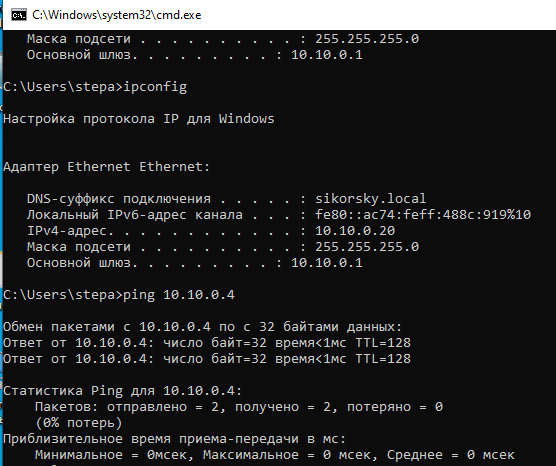 C:\Windows\system32\cmd.exe
Маска подсети . . . . . . . . . . : 255.255.255.0
Основной шлюз. . . . . . . . . : 10.10.0.1
C:\Users\stepa>ipconfig
Настройка протокола IP для Windows
Адаптер Ethernet Ethernet:
DNS-суффикс подключения . . . . . : sikorsky.local
Локальный IPv6-адрес канала . . . : fe80::ac74:feff:488c:919%10
IPv4-адрес. . . . . . . . . . . . : 10.10.0.20
Маска подсети . . . . . . . . . . : 255.255.255.0
Основной шлюз. . . . . . . . . : 10.10.0.1
C:\Users\stepa>ping 10.10.0.4
Обмен пакетами с 10.10.0.4 по с 32 байтами данных:
Ответ от 10.10.0.4: число байт=32 время<1мс TTL=128
Ответ от 10.10.0.4: число байт=32 время<1мс TTL=128
Статистика Ping для 10.10.0.4:
Пакетов: отправлено = 2, получено = 2, потеряно = 0
(0% потерь)
Приблизительное время приема-передачи в мс:
Минимальное = 0мсек, Максимальное = 0 мсек, Среднее = 0 мсек